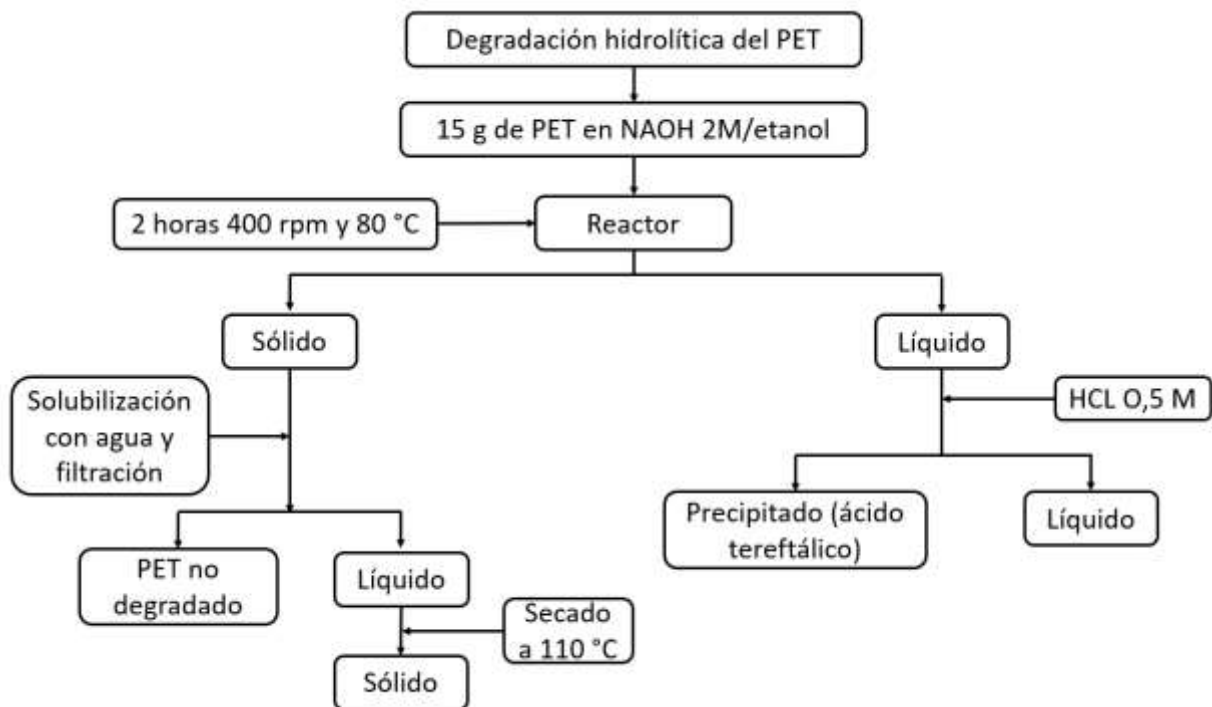 Degradación hidrolítica del PET
15 g de PET en NAOH 2M/etanol
2 horas 400 rpm y 80 °C
Reactor
Sólido
Líquido
Solubilización
con agua y
filtración
HCL O,5 M
PET no
degradado
Líquido
Precipitado (ácido
tereftálico)
Líquido
Secado
a 110 °C
Sólido